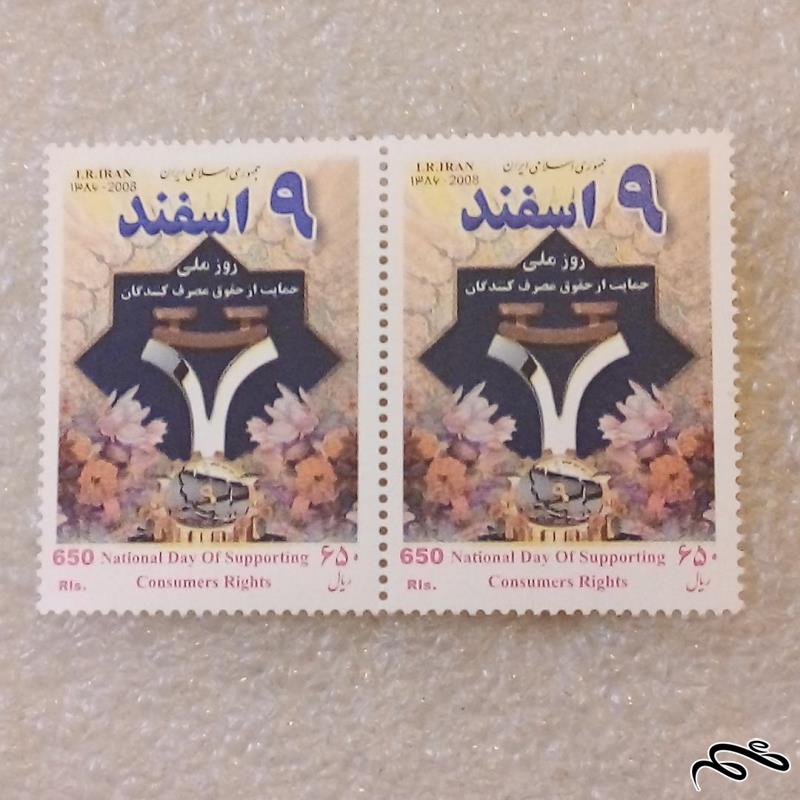 I.R.IRAN جمهوری اسلامی ایران
۱۳۸۶-2008
۹ اسفند
روز ملی
حمایت از حقوق مصرف کنندگان
650 National Day Of Supporting ۶۵۰
Rls. Consumers Rights ریال
I.R.IRAN جمهوری اسلامی ایران
۱۳۸۶-2008
۹ اسفند
روز ملی
حمایت از حقوق مصرف کنندگان
650 National Day Of Supporting ۶۵۰
Rls. Consumers Rights ریال